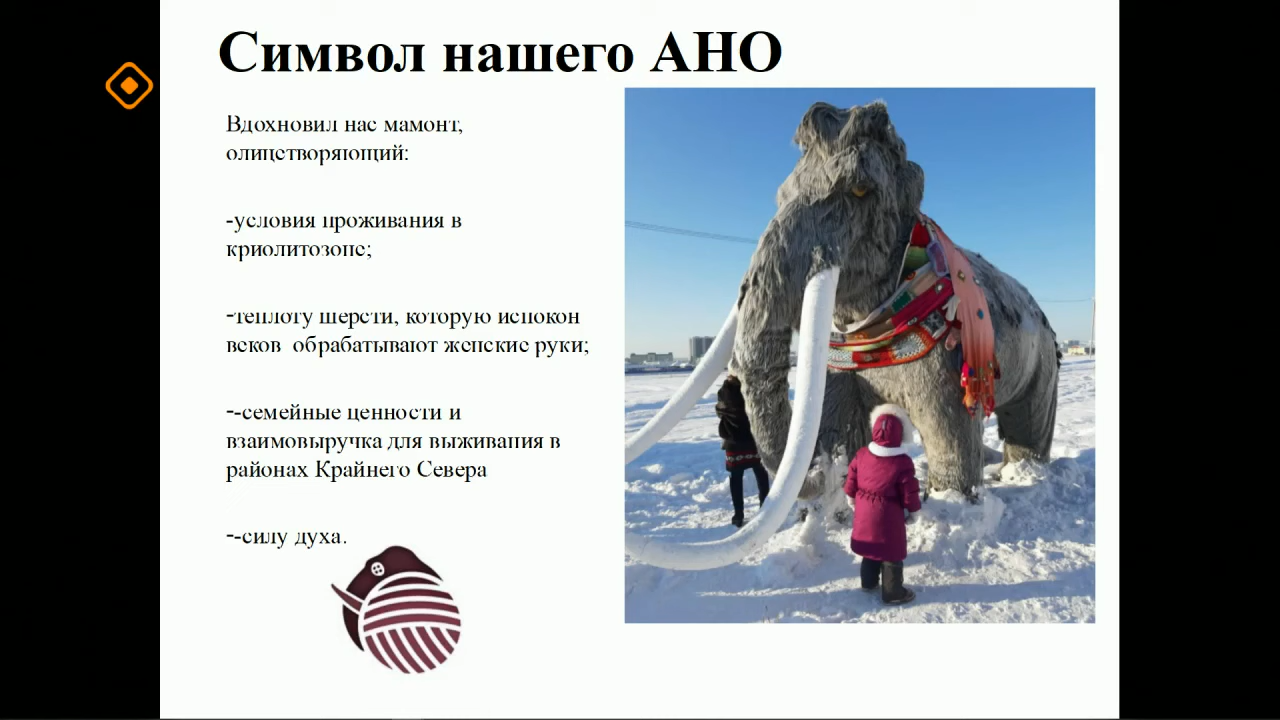 Символ нашего АНО
Вдохновил нас мамонт,
олицетворяющий:
-условия проживания в
криолитозоне;
-теплоту шерсти, которую испокон
веков обрабатывают женские руки;
--семейные ценности и
взаимовыручка для выживания в
районах Крайнего Севера
--силу духа.